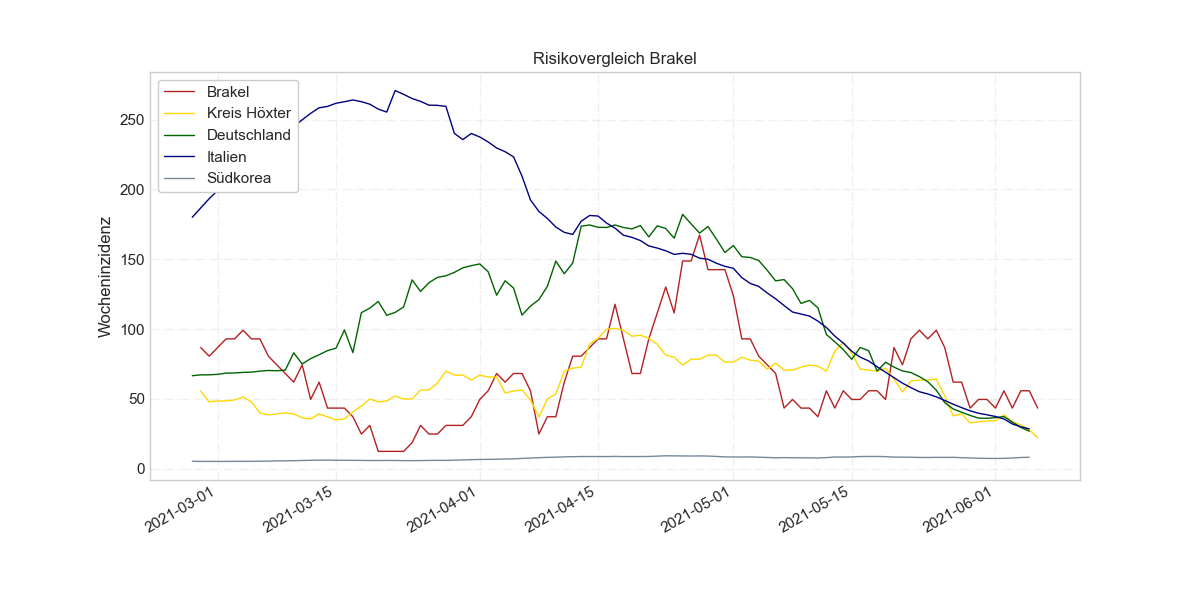 Risikovergleich Brakel
Brakel
Kreis Höxter
Deutschland
Italien
Südkorea
Wocheninzidenz
250
200
150
100
50
0
2021-03-01
2021-03-15
2021-04-01
2021-04-15
2021-05-01
2021-05-15
2021-06-01